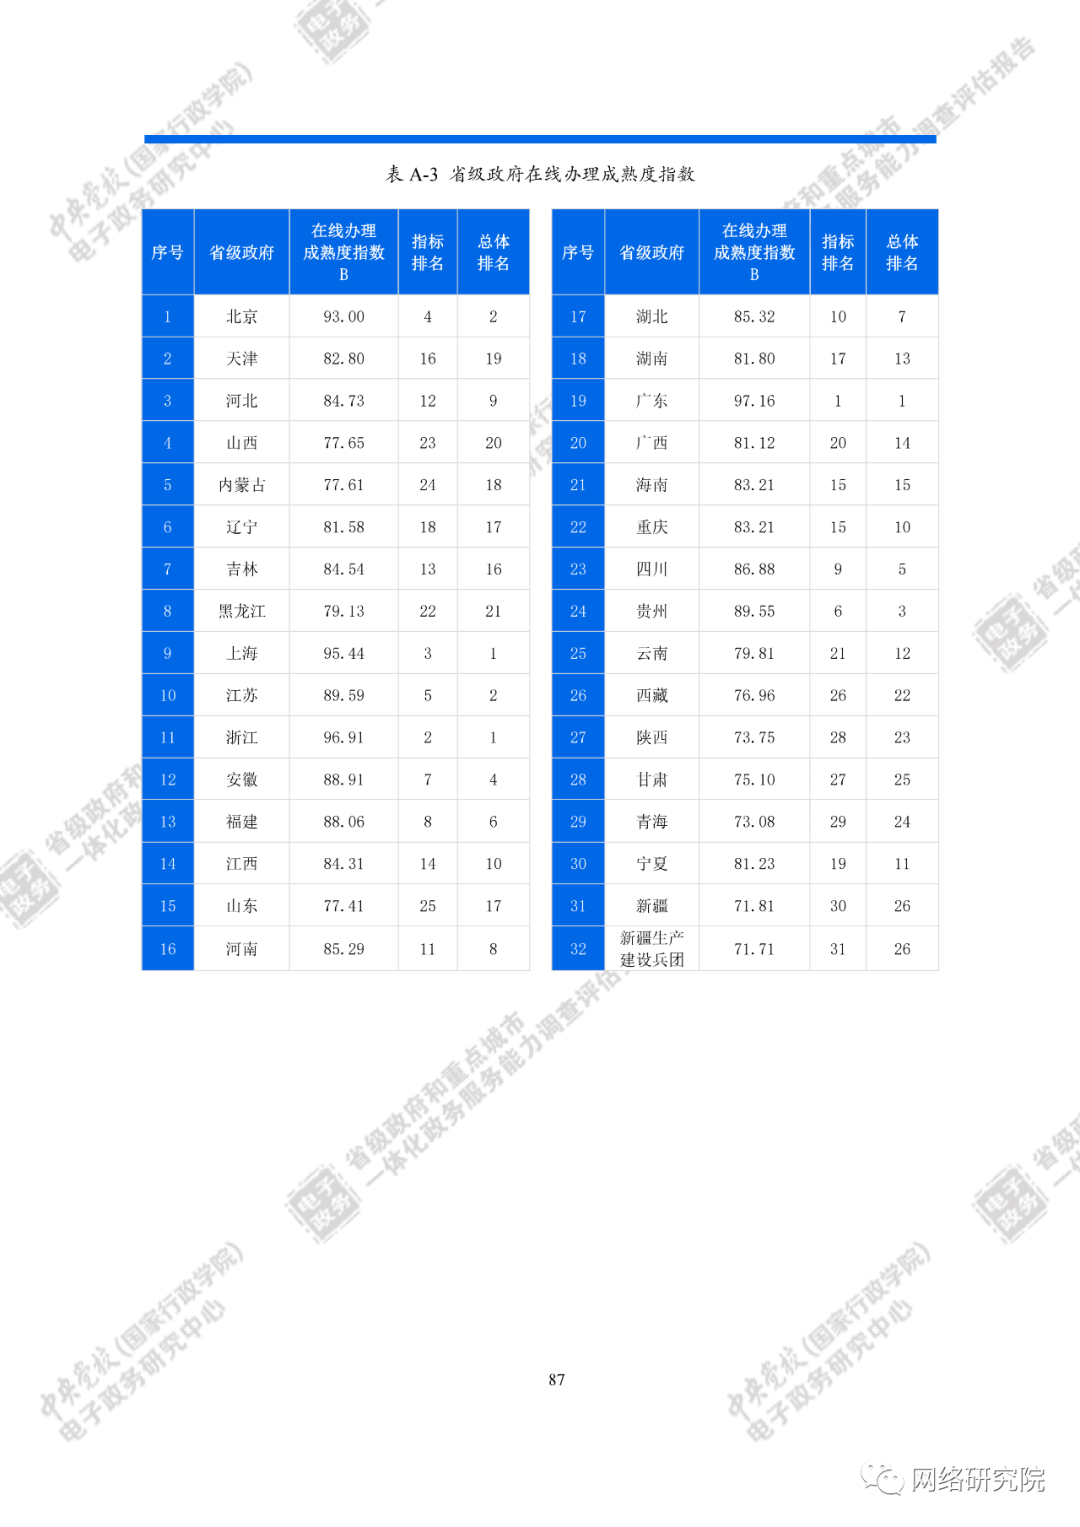 表 A-3 省级政府在线办理成熟度指数
序号 省级政府 在线办理成熟度指数 B 指标排名 总体排名
1 北京 93.00 4 2
2 天津 82.80 16 19
3 河北 84.73 12 9
4 山西 77.65 23 20
5 内蒙古 77.61 24 18
6 辽宁 81.58 18 17
7 吉林 84.54 13 16
8 黑龙江 79.13 22 21
9 上海 95.44 3 1
10 江苏 89.59 5 2
11 浙江 96.91 2 1
12 安徽 88.91 7 4
13 福建 88.06 8 6
14 江西 84.31 14 10
15 山东 77.41 25 17
16 河南 85.29 11 8
序号 省级政府 在线办理成熟度指数 B 指标排名 总体排名
17 湖北 85.32 10 7
18 湖南 81.80 17 13
19 广东 97.16 1 1
20 广西 81.12 20 14
21 海南 83.21 15 15
22 重庆 83.21 15 10
23 四川 86.88 9 5
24 贵州 89.55 6 3
25 云南 79.81 21 12
26 西藏 76.96 26 22
27 陕西 73.75 28 23
28 甘肃 75.10 27 25
29 青海 73.08 29 24
30 宁夏 81.23 19 11
31 新疆 71.81 30 26
32 新疆生产建设兵团 71.71 31 26
省级政府和重点城市
一体化政务服务能力调查评估报告
电子
政务
中央党校(国家行政学院)
电子政务研究中心
87
网络研究院